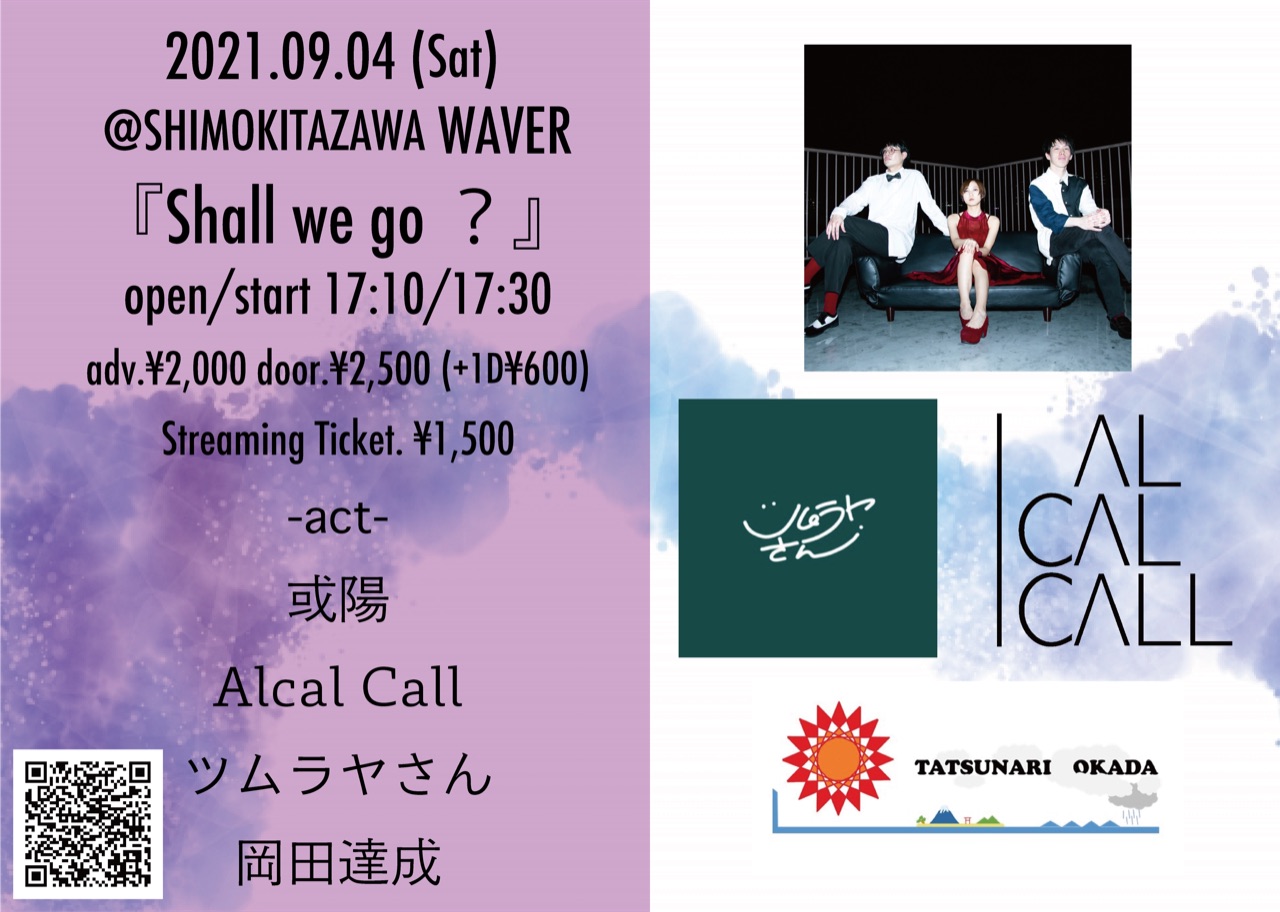 2021.09.04 (Sat)
@SHIMOKITAZAWA WAVER
『Shall we go ？』
open/start 17:10/17:30
adv.¥2,000 door.¥2,500 (+1D¥600)
Streaming Ticket. ¥1,500
-act-
或陽
Alcal Call
ツムラヤさん
岡田達成
ツムラヤ
さん
AL
CAL
CALL
TATSUNARI OKADA